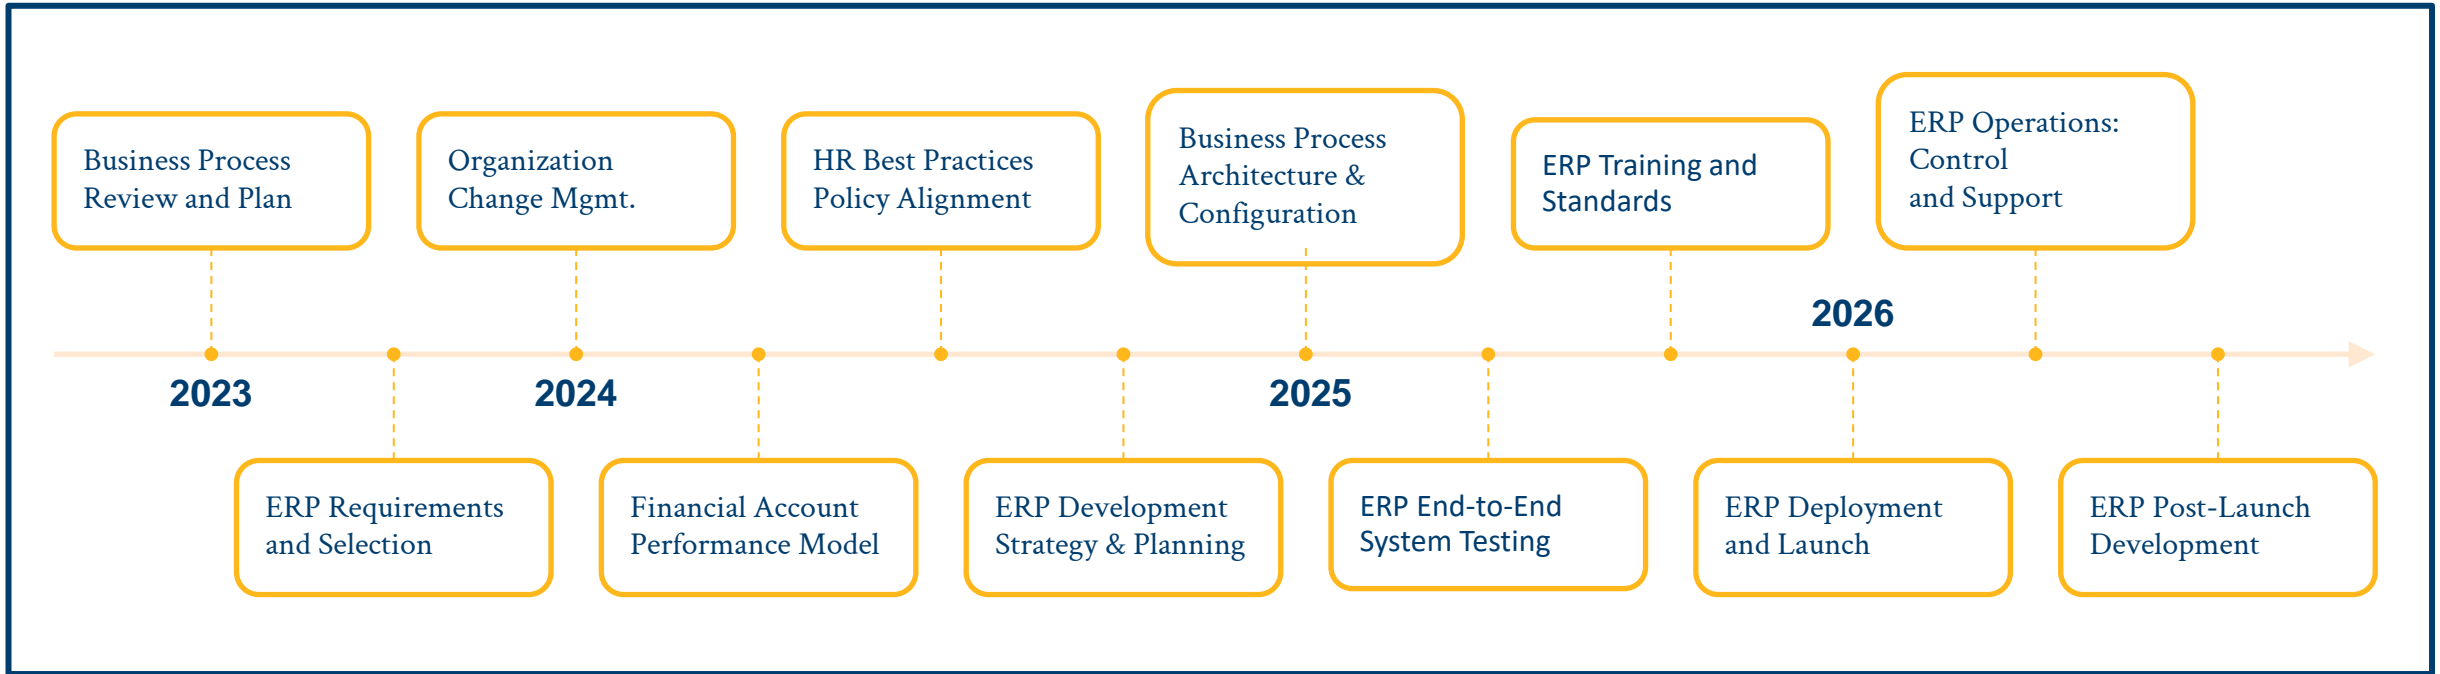 Business Process
Review and Plan
Organization
Change Mgmt.
HR Best Practices
Policy Alignment
Business Process
Architecture &
Configuration
ERP Training and
Standards
ERP Operations:
Control
and Support
2026
2023
2024
2025
ERP Requirements
and Selection
Financial Account
Performance Model
ERP Development
Strategy & Planning
ERP End-to-End
System Testing
ERP Deployment
and Launch
ERP Post-Launch
Development